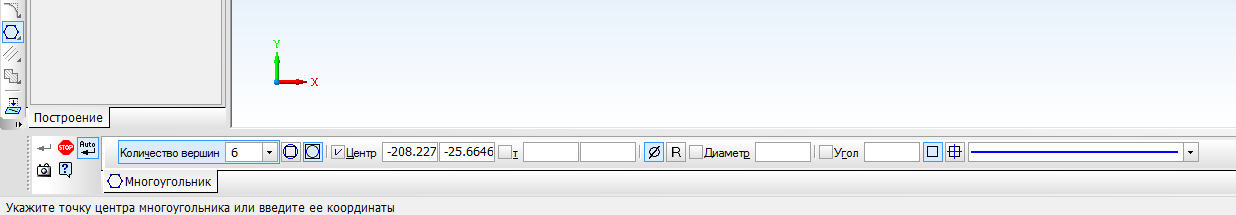 Y
X
Построение
STOP
Auto
Количество вершин 6 Центр -208.227 -25.6646 т R Диаметр Угол
Многоугольник
Укажите точку центра многоугольника или введите ее координаты